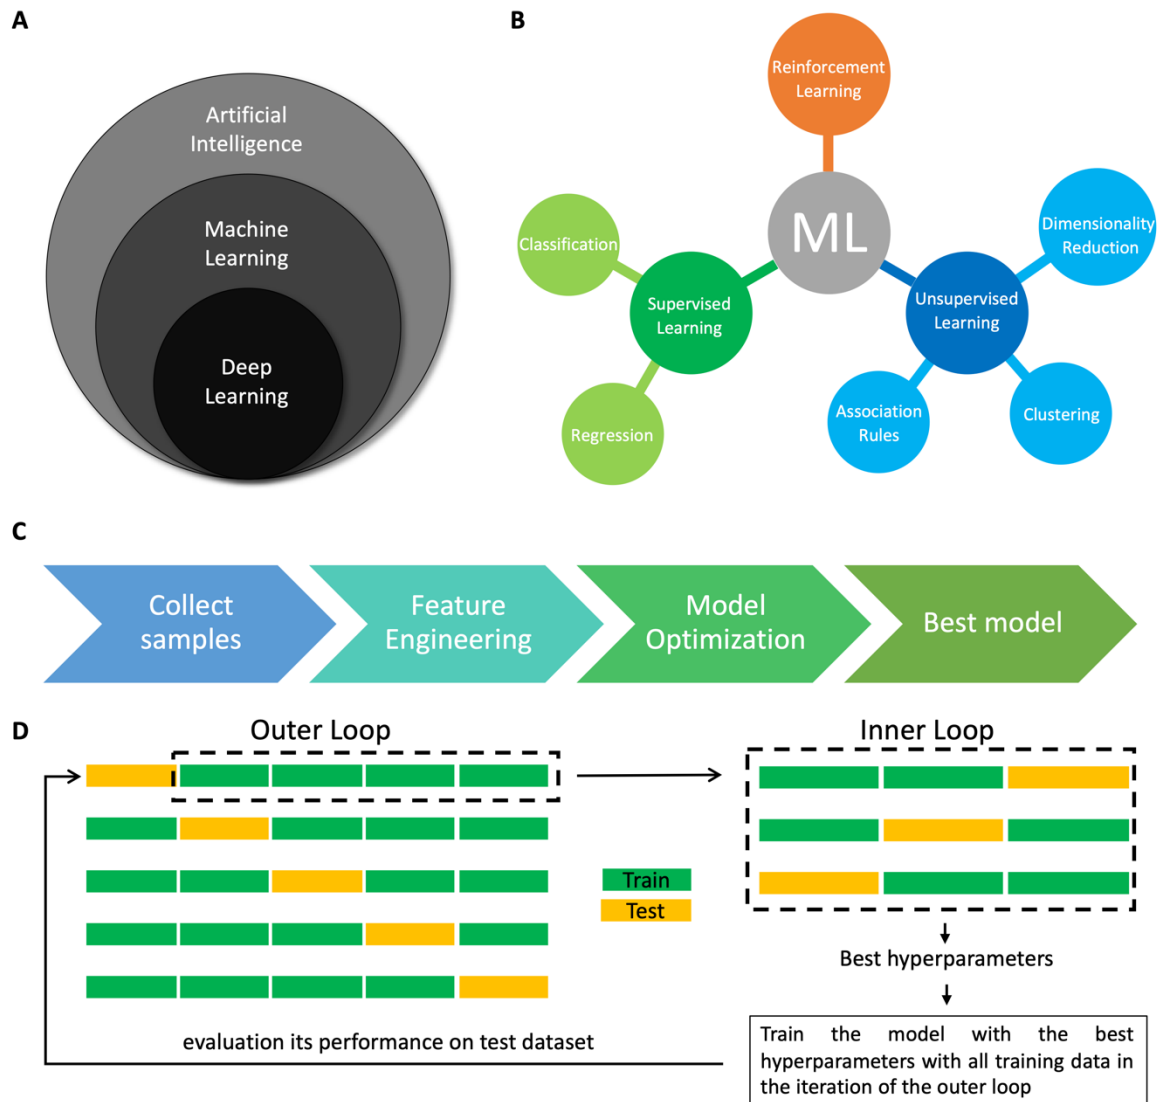 A
Artificial
Intelligence
Machine
Learning
Deep
Learning
B
Reinforcement
Learning
ML
Classification
Supervised
Learning
Regression
Unsupervised
Learning
Dimensionality
Reduction
Association
Rules
Clustering
C
Collect
samples
Feature
Engineering
Model
Optimization
Best model
D
Outer Loop
Inner Loop
Train
Test
Best hyperparameters
Train the model with the best
hyperparameters with all training data in
the iteration of the outer loop
evaluation its performance on test dataset